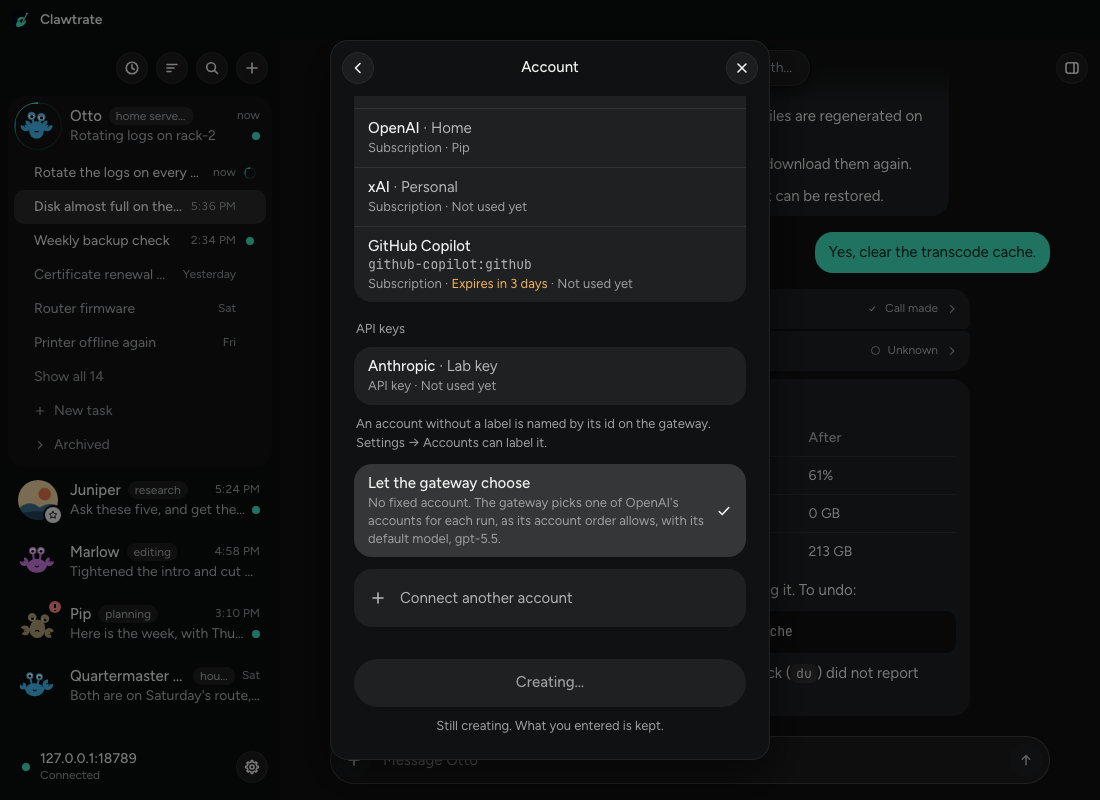 Clawtrate
Otto
home serve...
now
Rotating logs on rack-2
Rotate the logs on every ...
now
Disk almost full on the...
5:36 PM
Weekly backup check
2:34 PM
Certificate renewal ...
Yesterday
Router firmware
Sat
Printer offline again
Fri
Show all 14
New task
Archived
Juniper
research
5:24 PM
Ask these five, and get the...
Marlow
editing
4:58 PM
Tightened the intro and cut ...
Pip
planning
3:10 PM
Here is the week, with Thu...
Quartermaster ...
hou...
Sat
Both are on Saturday's route,...
127.0.0.1:18789
Connected
Account
OpenAI · Home
Subscription · Pip
xAI · Personal
Subscription · Not used yet
GitHub Copilot
github-copilot:github
Subscription · Expires in 3 days · Not used yet
API keys
Anthropic · Lab key
API key · Not used yet
An account without a label is named by its id on the gateway.
Settings → Accounts can label it.
Let the gateway choose
No fixed account. The gateway picks one of OpenAI's
accounts for each run, as its account order allows, with its
default model, gpt-5.5.
Connect another account
Creating...
Still creating. What you entered is kept.
th...
iles are regenerated on
download them again.
can be restored.
Yes, clear the transcode cache.
Call made
Unknown
After
61%
0 GB
213 GB
g it. To undo:
che
ck ( du ) did not report
Message Otto